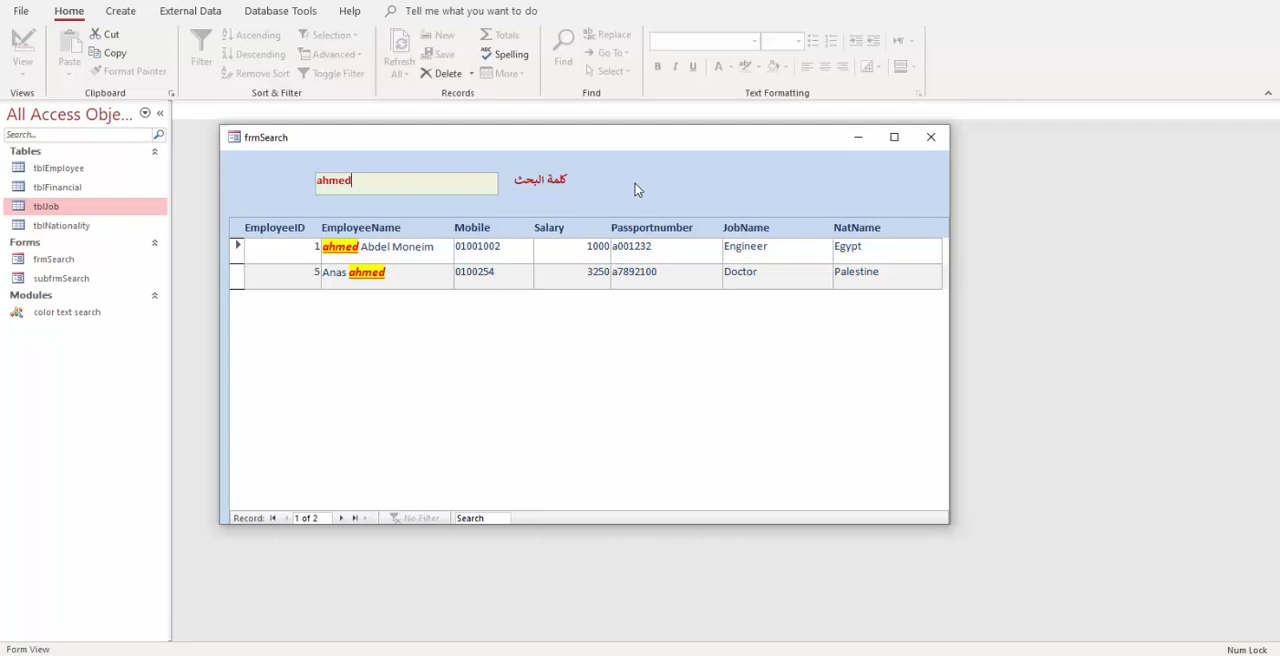 File Home Create External Data Database Tools Help Tell me what you want to do
View
Views
Paste
Cut
Copy
Format Painter
Clipboard
Filter
Ascending
Descending
Remove Sort
Selection
Advanced
Toggle Filter
Sort & Filter
Refresh All
New
Save
Delete
Totals
Spelling
More
Records
Find
Replace
Go To
Select
Find
B I U A
Text Formatting
All Access Obje...
Search...
Tables
tblEmployee
tblFinancial
tblJob
tblNationality
Forms
frmSearch
subfrmSearch
Modules
color text search
frmSearch
ahmed كلمة البحث
EmployeeID EmployeeName Mobile Salary Passportnumber JobName NatName
1 ahmed Abdel Moneim 01001002 1000 a001232 Engineer Egypt
5 Anas ahmed 0100254 3250 a7892100 Doctor Palestine
Record: 1 of 2 No Filter Search
Form View Num Lock